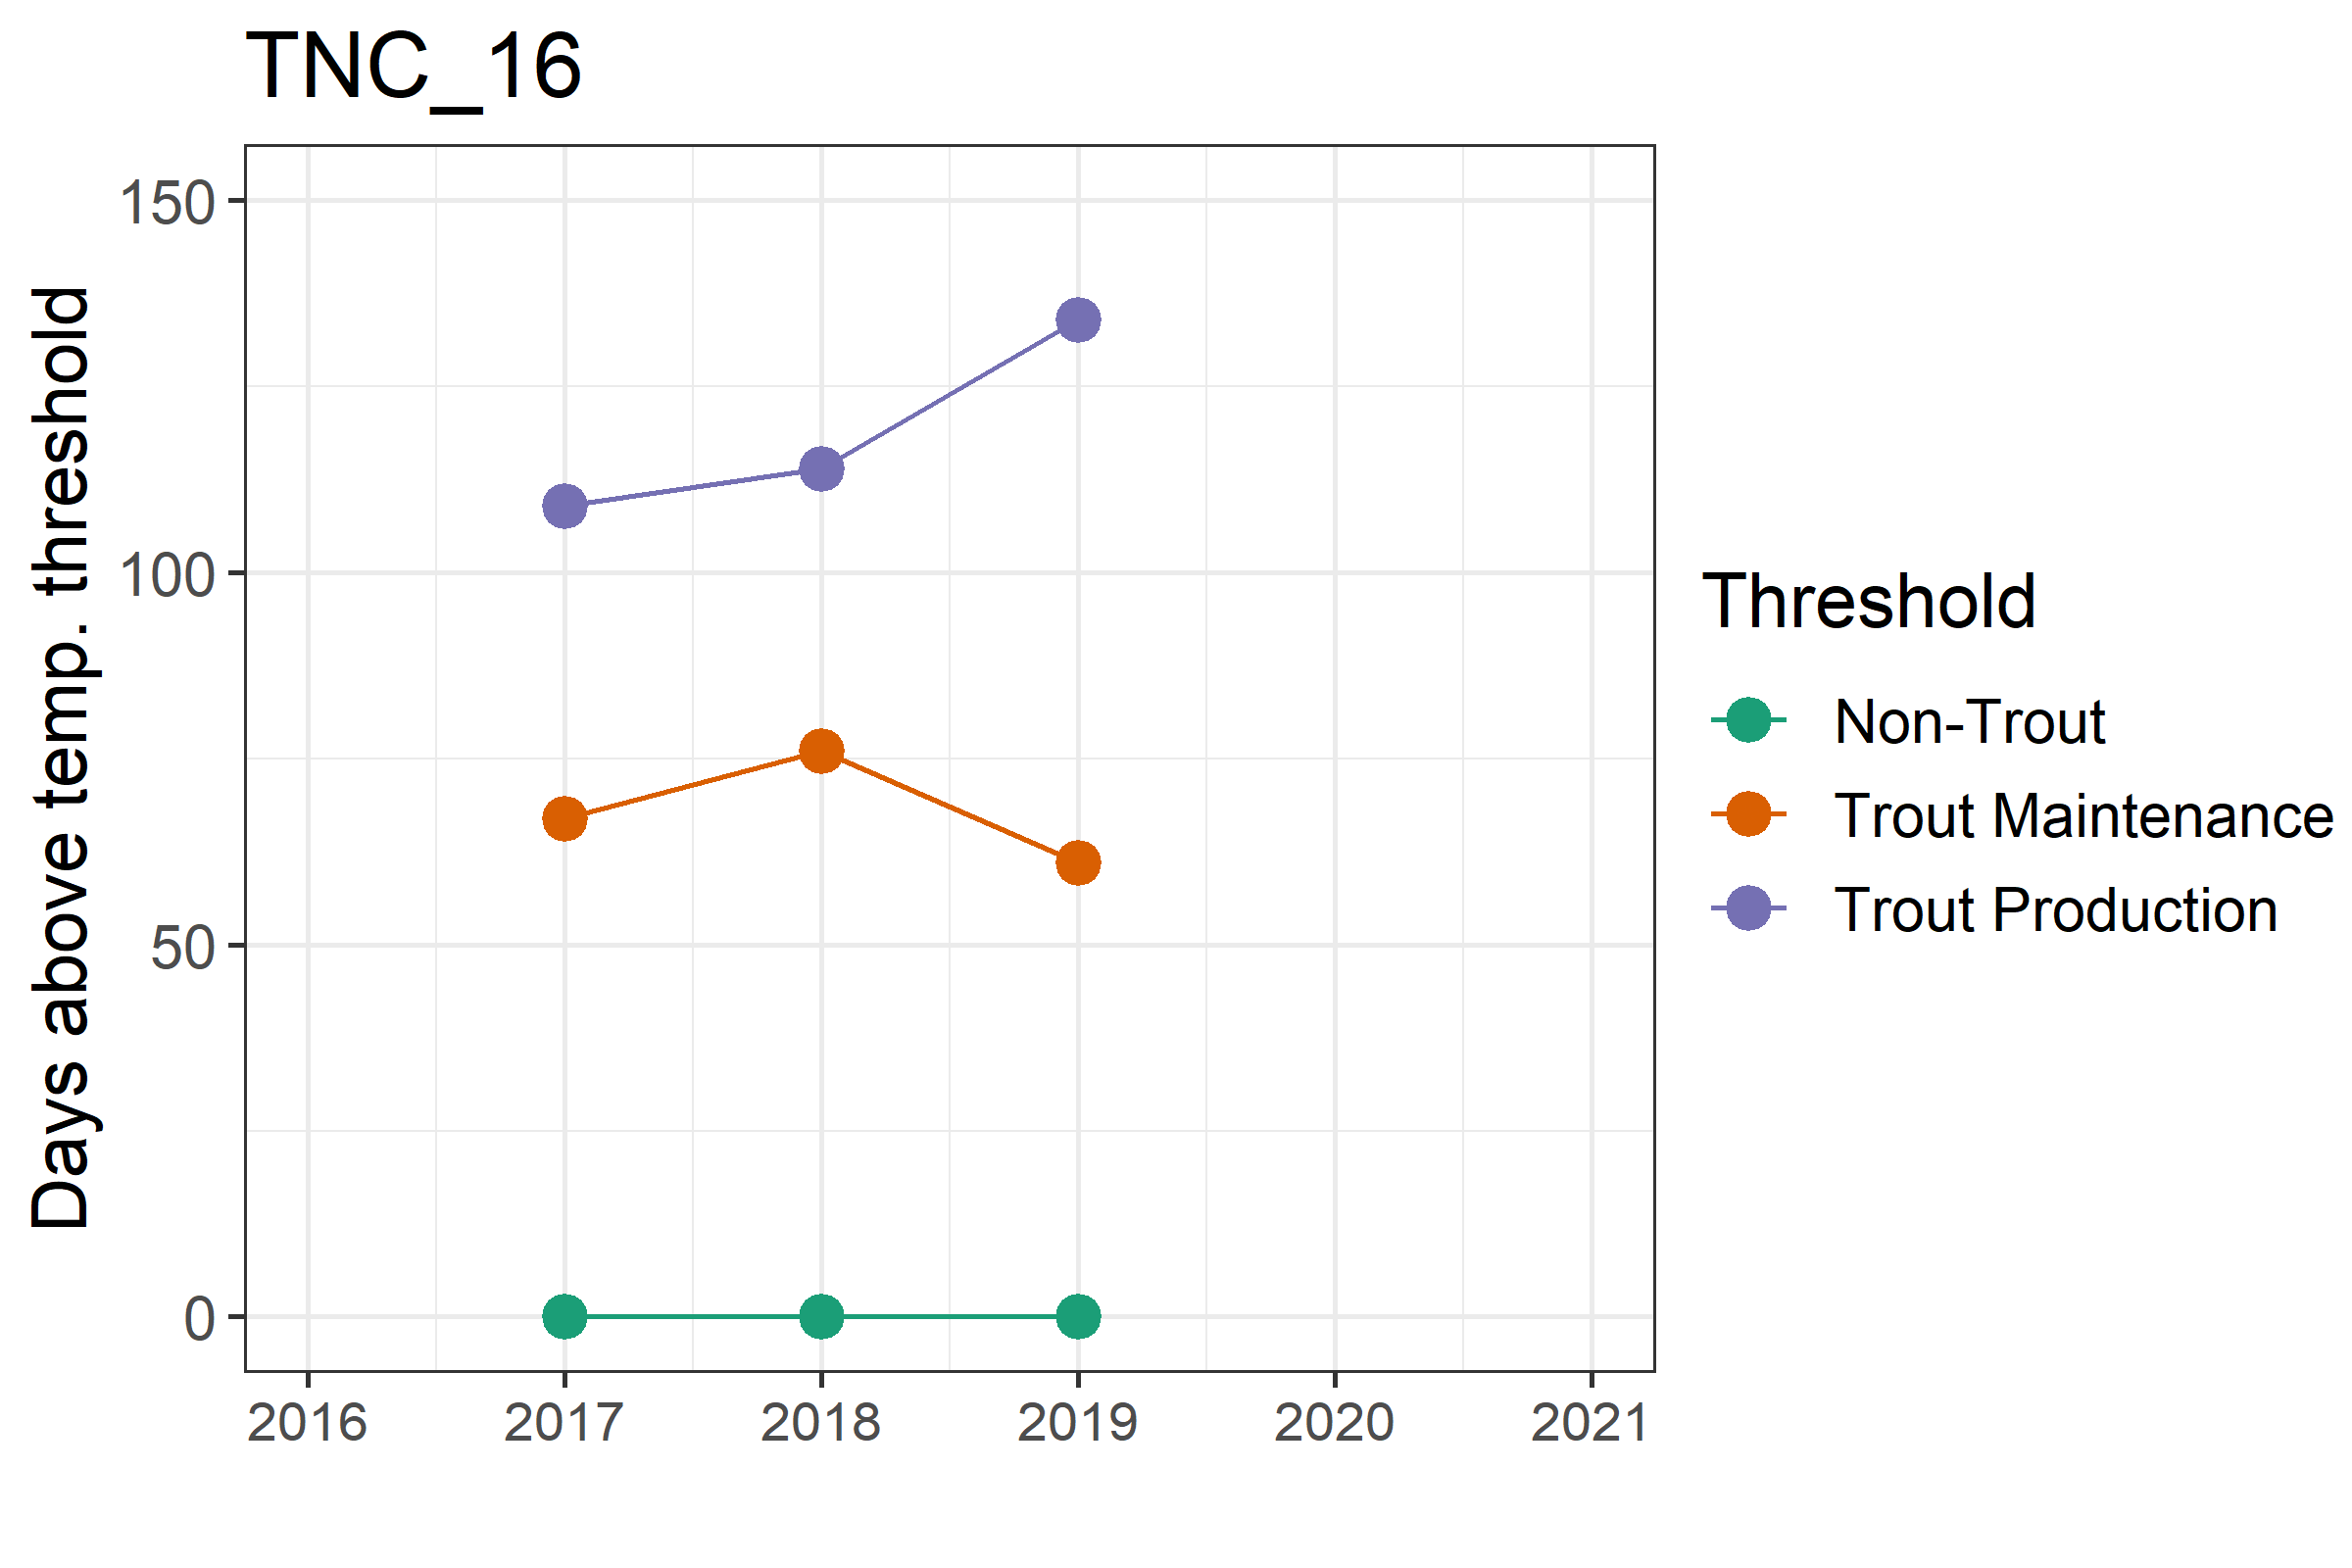 TNC_16
Days above temp. threshold
150
100
50
0
2016 2017 2018 2019 2020 2021
Threshold
Non-Trout
Trout Maintenance
Trout Production